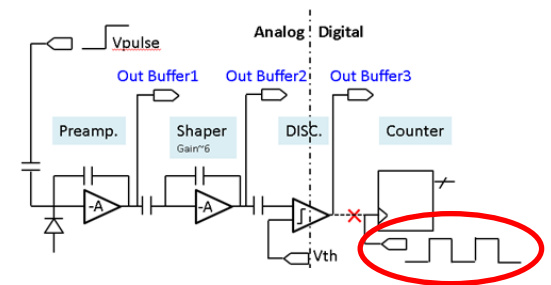 Analog Digital
Vpulse
Out Buffer1 Out Buffer2 Out Buffer3
Preamp. Shaper DISC. Counter
Gain~6
-A -A
Vth